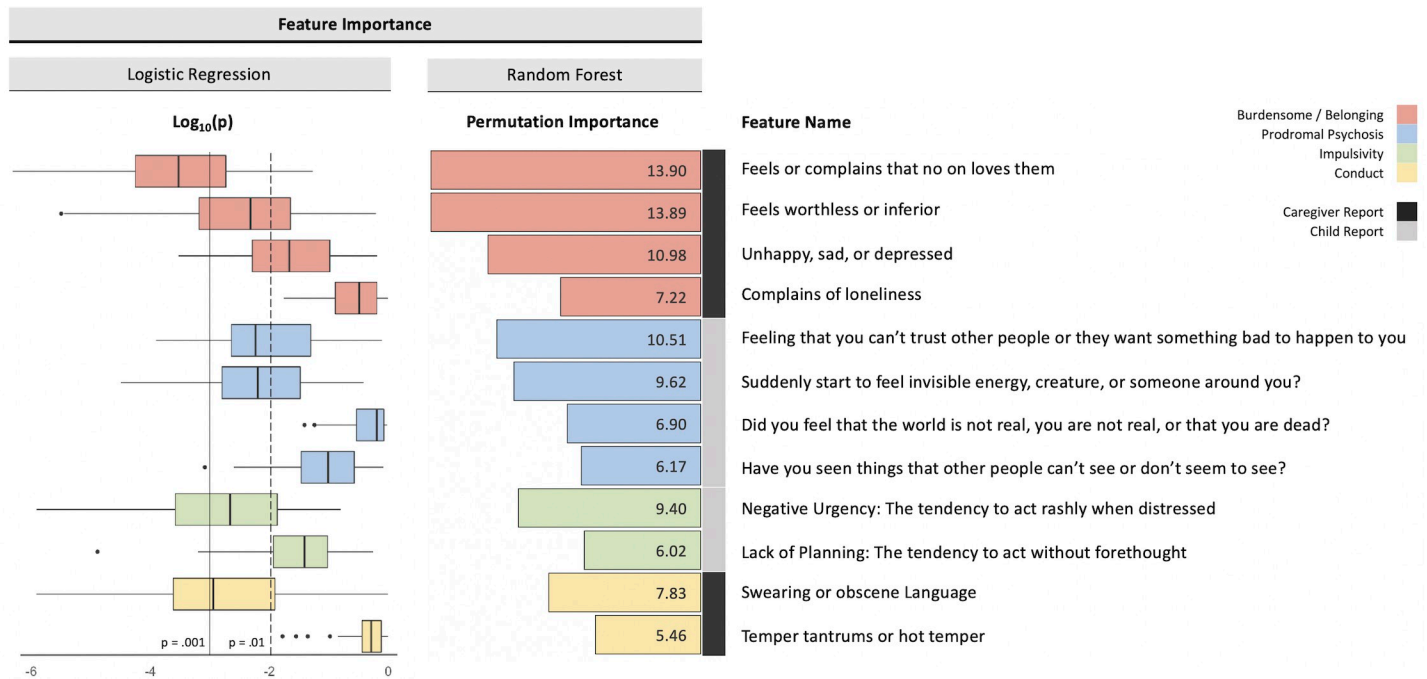 Feature Importance
Logistic Regression
Random Forest
Log10(p)
Permutation Importance
Feature Name
Burdensome / Belonging
Prodromal Psychosis
Impulsivity
Conduct
Caregiver Report
Child Report
13.90 Feels or complains that no on loves them
13.89 Feels worthless or inferior
10.98 Unhappy, sad, or depressed
7.22 Complains of loneliness
10.51 Feeling that you can’t trust other people or they want something bad to happen to you
9.62 Suddenly start to feel invisible energy, creature, or someone around you?
6.90 Did you feel that the world is not real, you are not real, or that you are dead?
6.17 Have you seen things that other people can’t see or don’t seem to see?
9.40 Negative Urgency: The tendency to act rashly when distressed
6.02 Lack of Planning: The tendency to act without forethought
7.83 Swearing or obscene Language
5.46 Temper tantrums or hot temper
p = .001 p = .01
-6 -4 -2 0